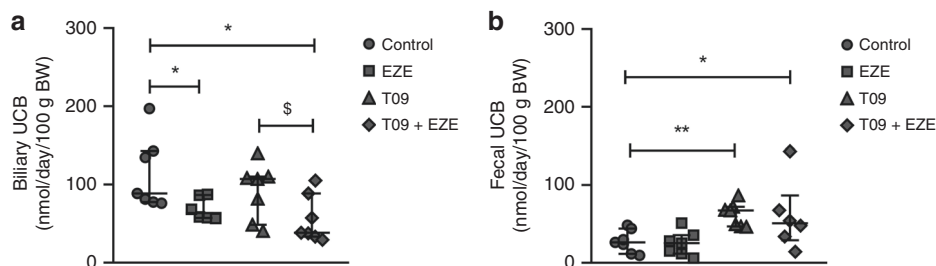 a
Biliary UCB
(nmol/day/100 g BW)
300
200
100
0
*
*
$
Control
EZE
T09
T09 + EZE
b
Fecal UCB
(nmol/day/100 g BW)
300
200
100
0
*
**
Control
EZE
T09
T09 + EZE